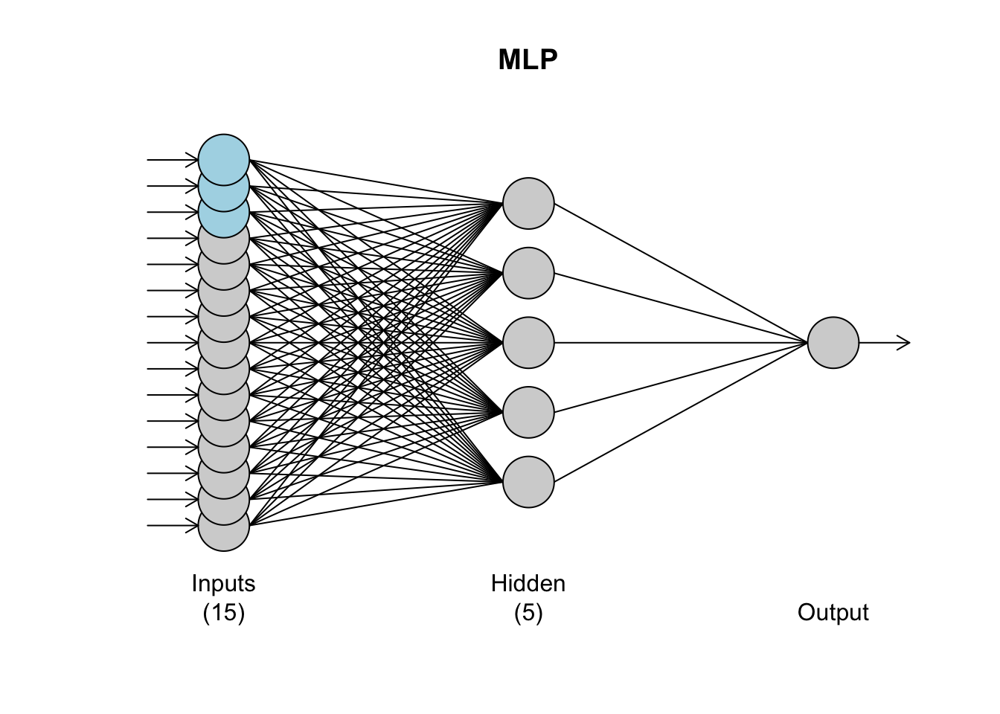 MLP
Inputs
(15)
Hidden
(5)
Output